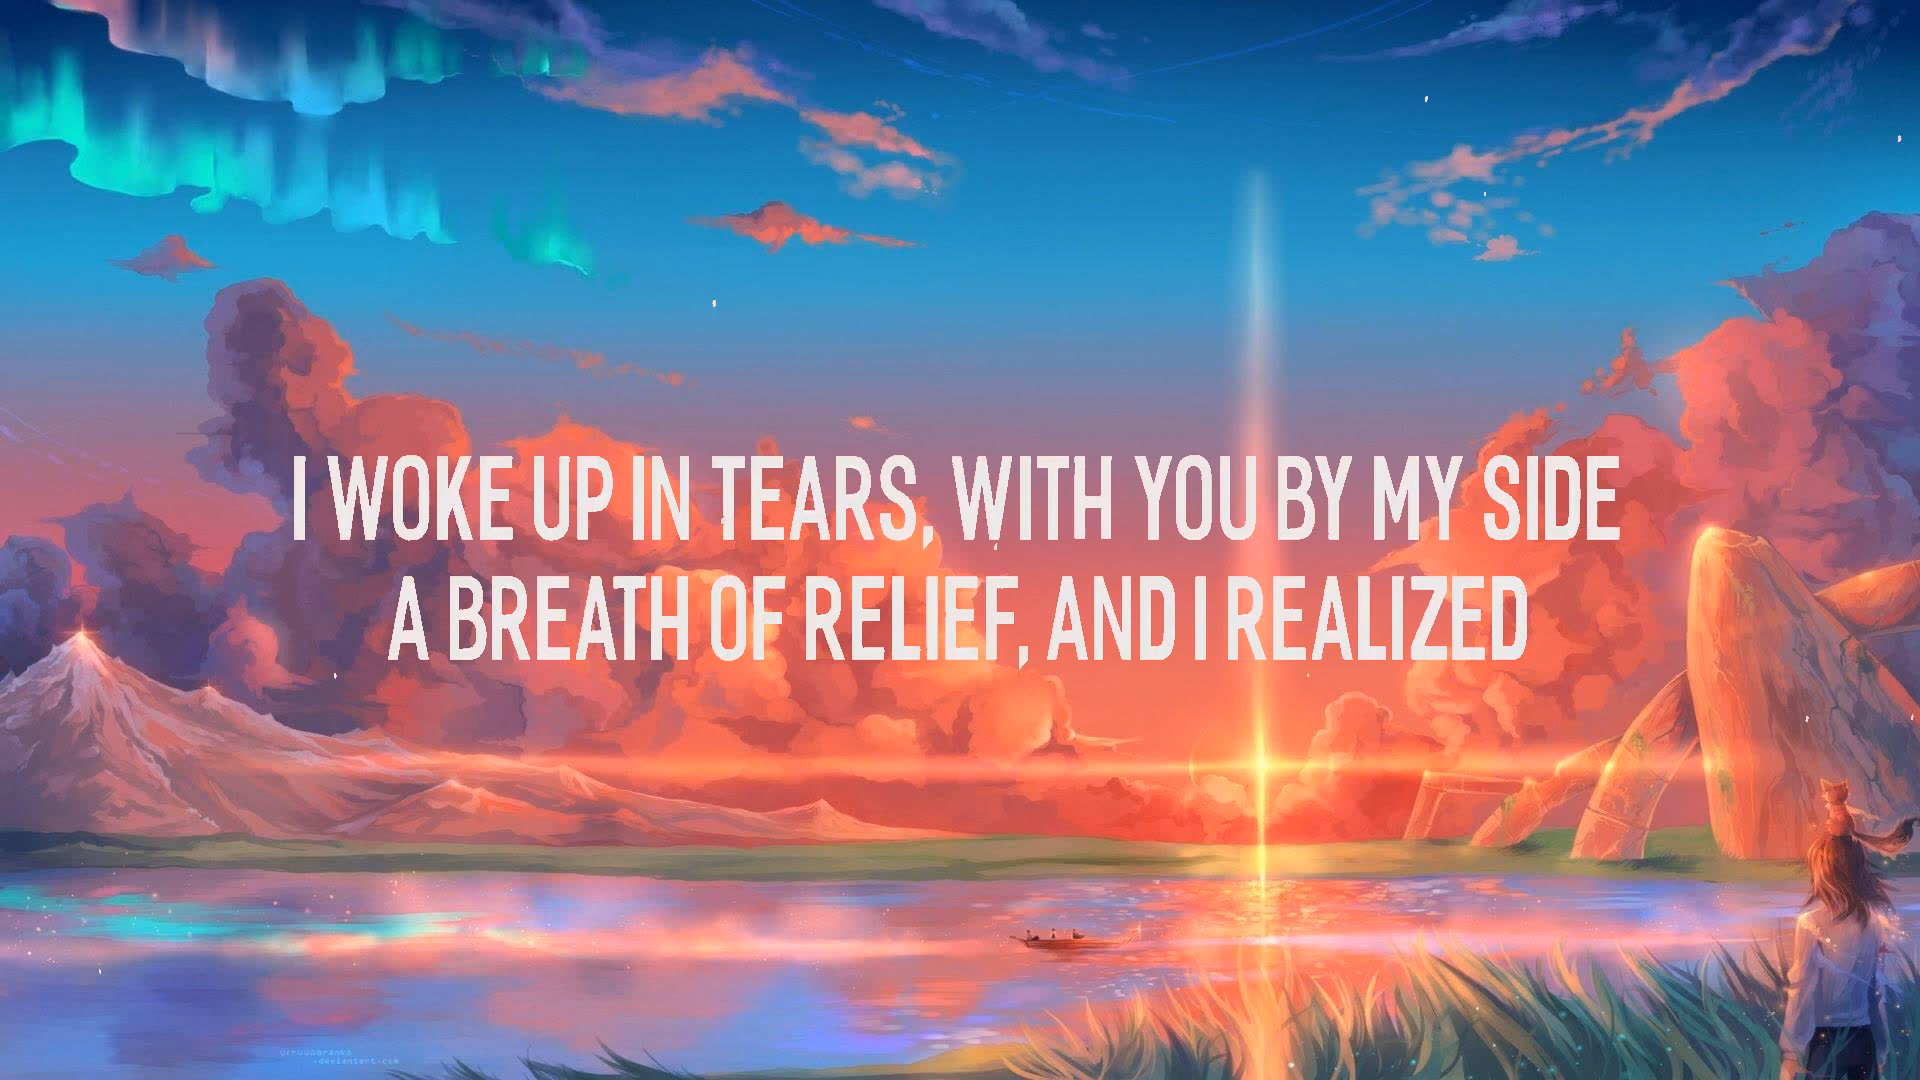 I WOKE UP IN TEARS, WITH YOU BY MY SIDE
A BREATH OF RELIEF, AND I REALIZED